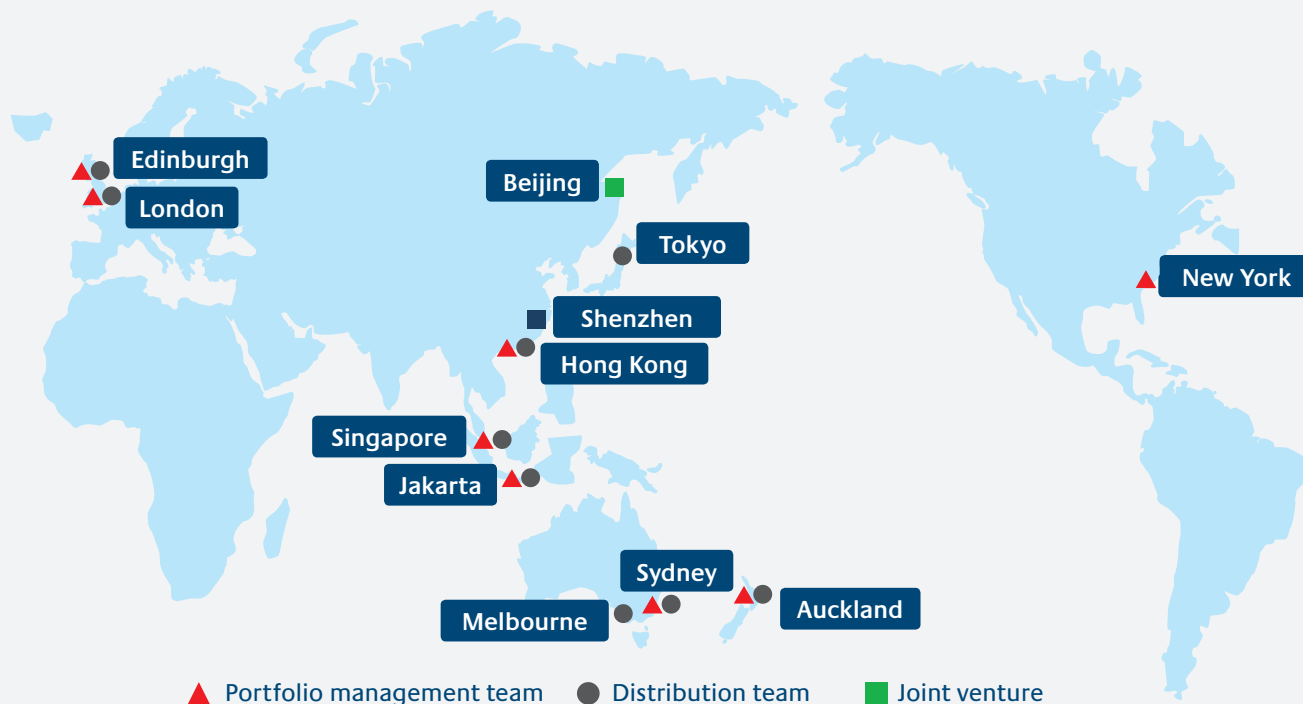 Edinburgh
London
Beijing
Tokyo
New York
Shenzhen
Hong Kong
Singapore
Jakarta
Sydney
Melbourne
Auckland
Portfolio management team
Distribution team
Joint venture